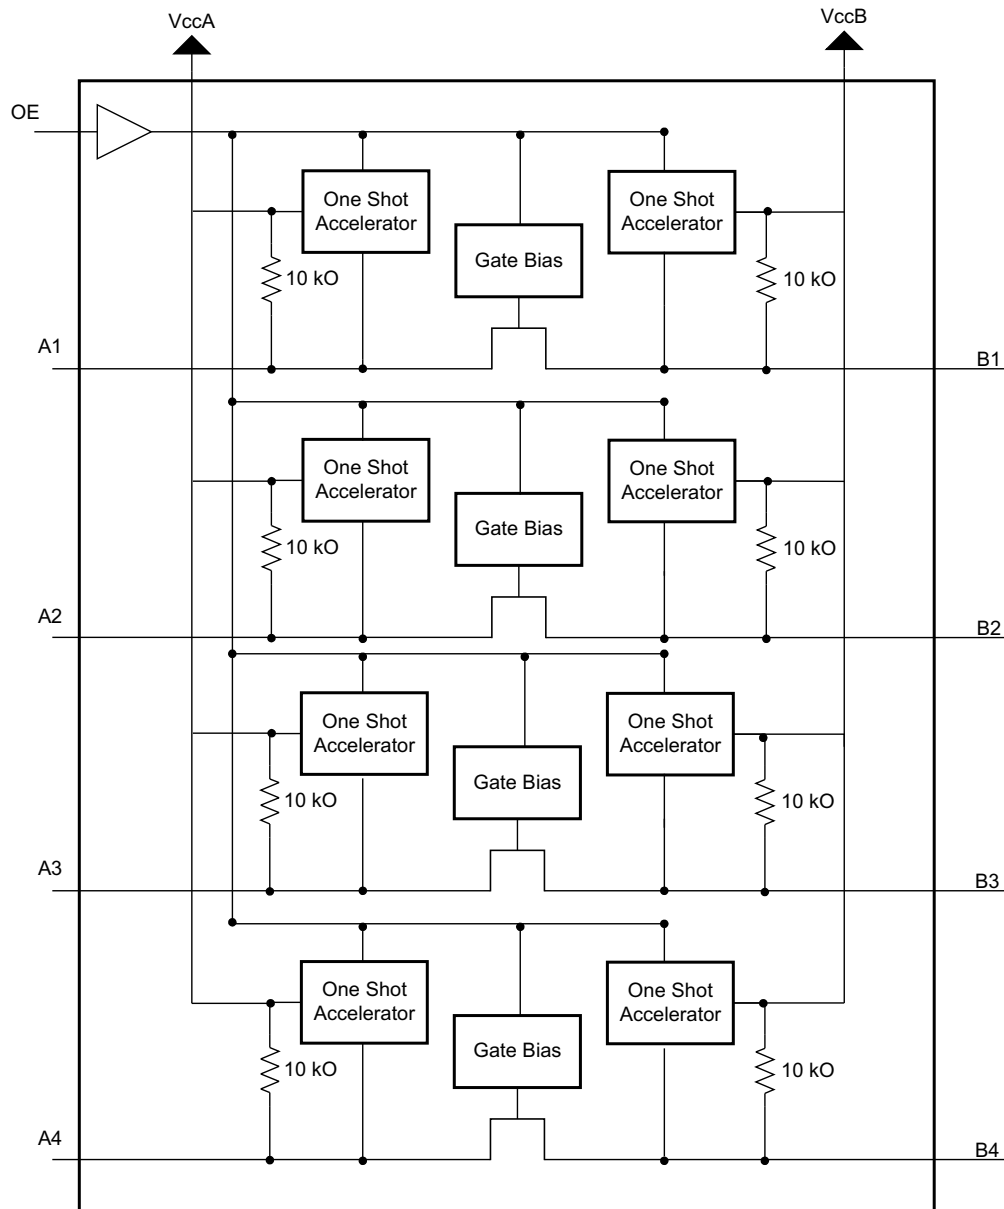 VccA
VccB
OE
One Shot
Accelerator
One Shot
Accelerator
Gate Bias
10 kO
10 kO
A1
B1
One Shot
Accelerator
One Shot
Accelerator
Gate Bias
10 kO
10 kO
A2
B2
One Shot
Accelerator
One Shot
Accelerator
Gate Bias
10 kO
10 kO
A3
B3
One Shot
Accelerator
One Shot
Accelerator
Gate Bias
10 kO
10 kO
A4
B4